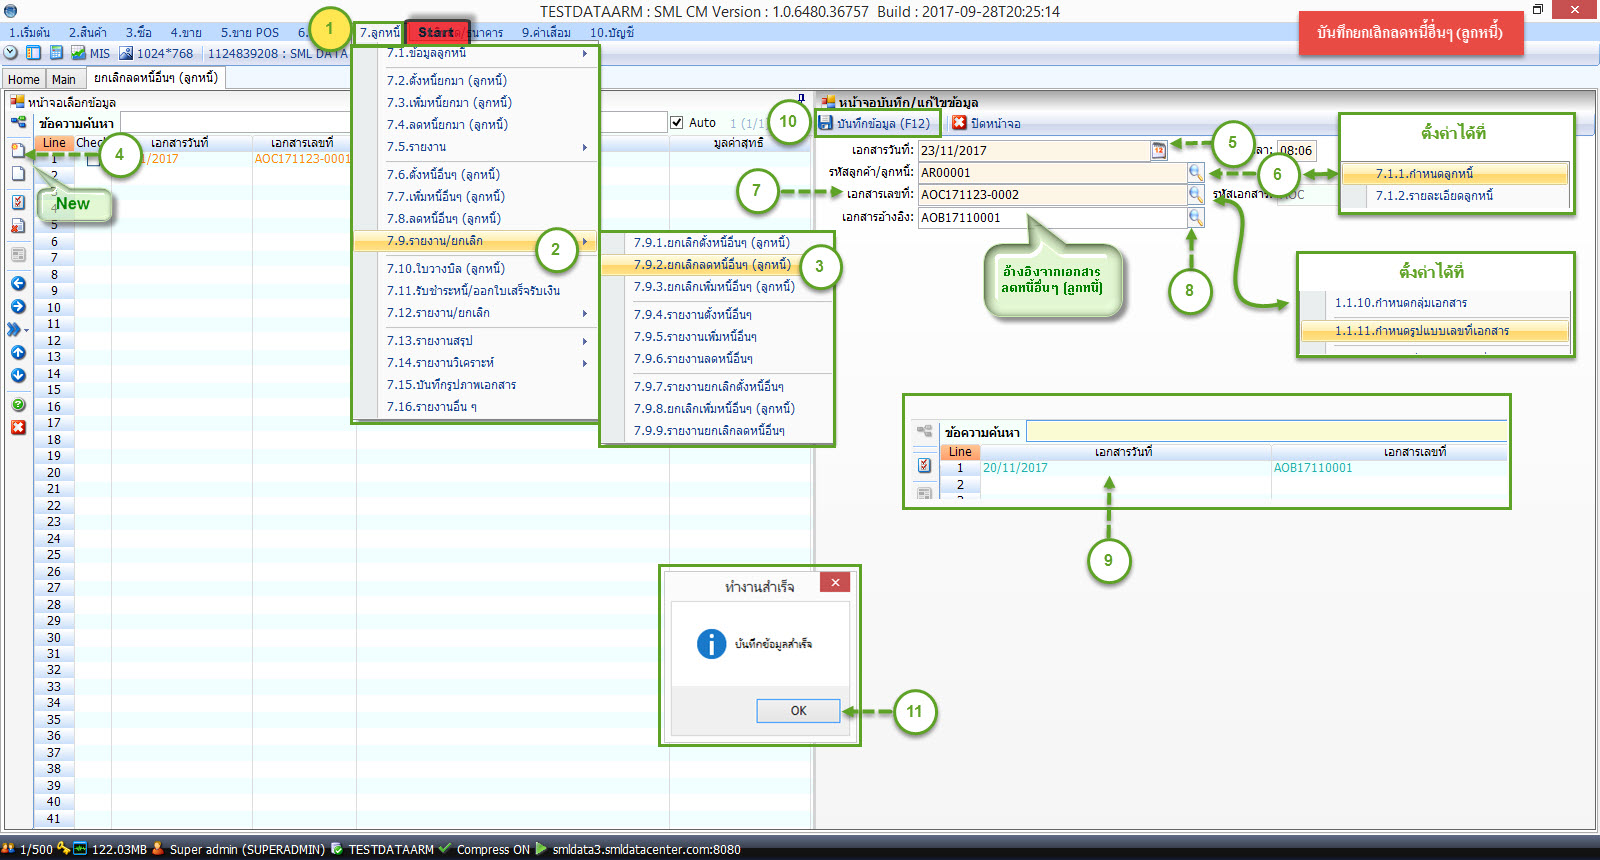 TESTDATAARM : SML CM Version : 1.0.6480.36757  Build : 2017-09-28T20:25:14
1.เริ่มต้น 2.สินค้า 3.ซื้อ 4.ขาย 5.ขาย POS 6. 1 7.ลูกหนี้ Start /ธนาคาร 9.ค่าเสื่อม 10.บัญชี
บันทึกยกเลิกลดหนี้อื่นๆ (ลูกหนี้)
MIS 1024*768 1124839208 : SML DATA
Home Main ยกเลิกลดหนี้อื่นๆ (ลูกหนี้)
หน้าจอเลือกข้อมูล
ข้อความค้นหา Auto 1 (1/1)
Line Check เอกสารวันที่ เอกสารเลขที่ มูลค่าสุทธิ
1 1/2017 AOC171123-0001
2
3
4
5
6
7
8
9
10
11
12
13
14
15
16
17
18
19
20
21
22
23
24
25
26
27
28
29
30
31
32
33
34
35
36
37
38
39
40
41
4
New
7.1.ข้อมูลลูกหนี้
7.2.ตั้งหนี้ยกมา (ลูกหนี้)
7.3.เพิ่มหนี้ยกมา (ลูกหนี้)
7.4.ลดหนี้ยกมา (ลูกหนี้)
7.5.รายงาน
7.6.ตั้งหนี้อื่นๆ (ลูกหนี้)
7.7.เพิ่มหนี้อื่นๆ (ลูกหนี้)
7.8.ลดหนี้อื่นๆ (ลูกหนี้)
7.9.รายงาน/ยกเลิก
7.10.ใบวางบิล (ลูกหนี้)
7.11.รับชำระหนี้/ออกใบเสร็จรับเงิน
7.12.รายงาน/ยกเลิก
7.13.รายงานสรุป
7.14.รายงานวิเคราะห์
7.15.บันทึกรูปภาพเอกสาร
7.16.รายงานอื่น ๆ
2
7.9.1.ยกเลิกตั้งหนี้อื่นๆ (ลูกหนี้)
7.9.2.ยกเลิกลดหนี้อื่นๆ (ลูกหนี้)
7.9.3.ยกเลิกเพิ่มหนี้อื่นๆ (ลูกหนี้)
7.9.4.รายงานตั้งหนี้อื่นๆ
7.9.5.รายงานเพิ่มหนี้อื่นๆ
7.9.6.รายงานลดหนี้อื่นๆ
7.9.7.รายงานยกเลิกตั้งหนี้อื่นๆ
7.9.8.ยกเลิกเพิ่มหนี้อื่นๆ (ลูกหนี้)
7.9.9.รายงานยกเลิกลดหนี้อื่นๆ
3
หน้าจอบันทึก/แก้ไขข้อมูล
10 บันทึกข้อมูล (F12) ปิดหน้าจอ
เอกสารวันที่: 23/11/2017 12 5 เวลา: 08:06
รหัสลูกค้า/ลูกหนี้: AR00001 6
7 เอกสารเลขที่: AOC171123-0002 รหัสเอกสาร: AOC
เอกสารอ้างอิง: AOB17110001
8
อ้างอิงจากเอกสาร
ลดหนี้อื่นๆ (ลูกหนี้)
ตั้งค่าได้ที่
7.1.1.กำหนดลูกหนี้
7.1.2.รายละเอียดลูกหนี้
ตั้งค่าได้ที่
1.1.10.กำหนดกลุ่มเอกสาร
1.1.11.กำหนดรูปแบบเลขที่เอกสาร
ข้อความค้นหา
Line เอกสารวันที่ เอกสารเลขที่
1 20/11/2017 AOB17110001
2
9
ทำงานสำเร็จ
บันทึกข้อมูลสำเร็จ
OK
11
1/500 122.03MB Super admin (SUPERADMIN) TESTDATAARM Compress ON smldata3.smldatacenter.com:8080